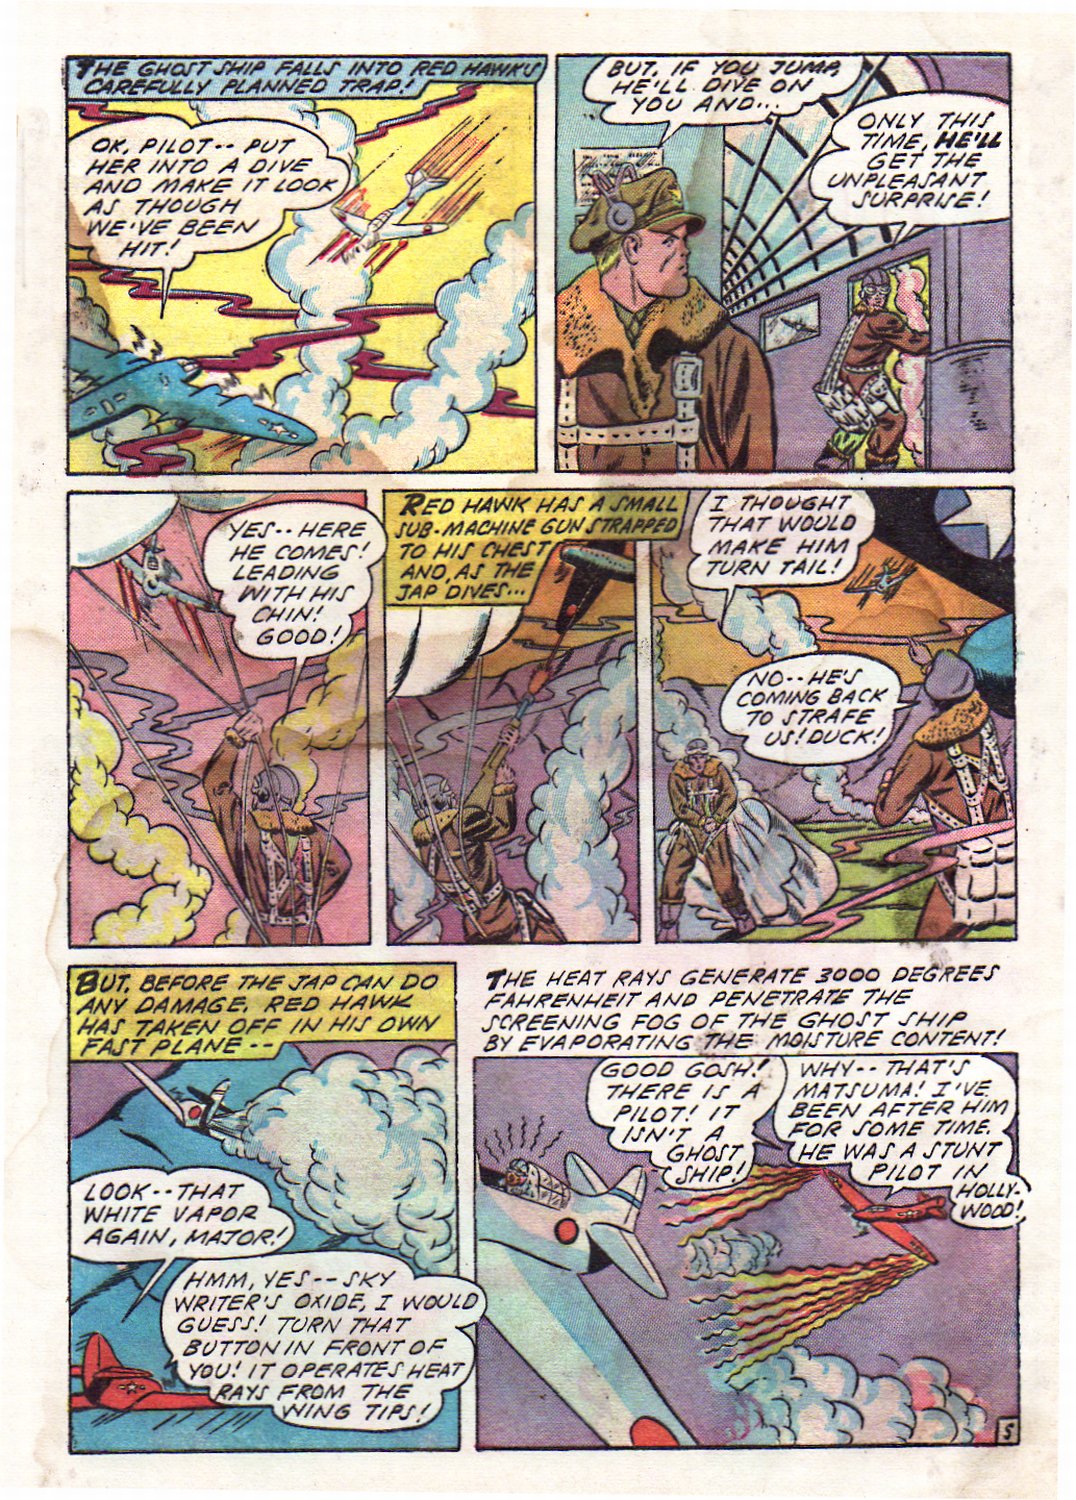 THE GHOST SHIP FALLS INTO RED HAWK'S
CAREFULLY PLANNED TRAP!
OK, PILOT-- PUT
HER INTO A DIVE
AND MAKE IT LOOK
AS THOUGH
WE'VE BEEN
HIT!
BUT, IF YOU JUMP,
HE'LL DIVE ON
YOU AND...
ONLY THIS
TIME, HE'LL
GET THE
UNPLEASANT
SURPRISE!
YES-- HERE
HE COMES!
LEADING
WITH HIS
CHIN!
GOOD!
RED HAWK HAS A SMALL
SUB-MACHINE GUN STRAPPED
TO HIS CHEST
AND, AS THE
JAP DIVES...
I THOUGHT
THAT WOULD
MAKE HIM
TURN TAIL!
NO-- HE'S
COMING BACK
TO STRAFE
US! DUCK!
BUT, BEFORE THE JAP CAN DO
ANY DAMAGE, RED HAWK
HAS TAKEN OFF IN HIS OWN
FAST PLANE--
LOOK--THAT
WHITE VAPOR
AGAIN, MAJOR!
HMM, YES-- SKY
WRITER'S OXIDE, I WOULD
GUESS! TURN THAT
BUTTON IN FRONT OF
YOU! IT OPERATES HEAT
RAYS FROM THE
WING TIPS!
THE HEAT RAYS GENERATE 3000 DEGREES
FAHRENHEIT AND PENETRATE THE
SCREENING FOG OF THE GHOST SHIP
BY EVAPORATING THE MOISTURE CONTENT!
GOOD GOSH!
THERE IS A
PILOT! IT
ISN'T A
GHOST
SHIP!
WHY-- THAT'S
MATSUMA! I'VE
BEEN AFTER HIM
FOR SOME TIME.
HE WAS A STUNT
PILOT IN
HOLLY-
WOOD!
5